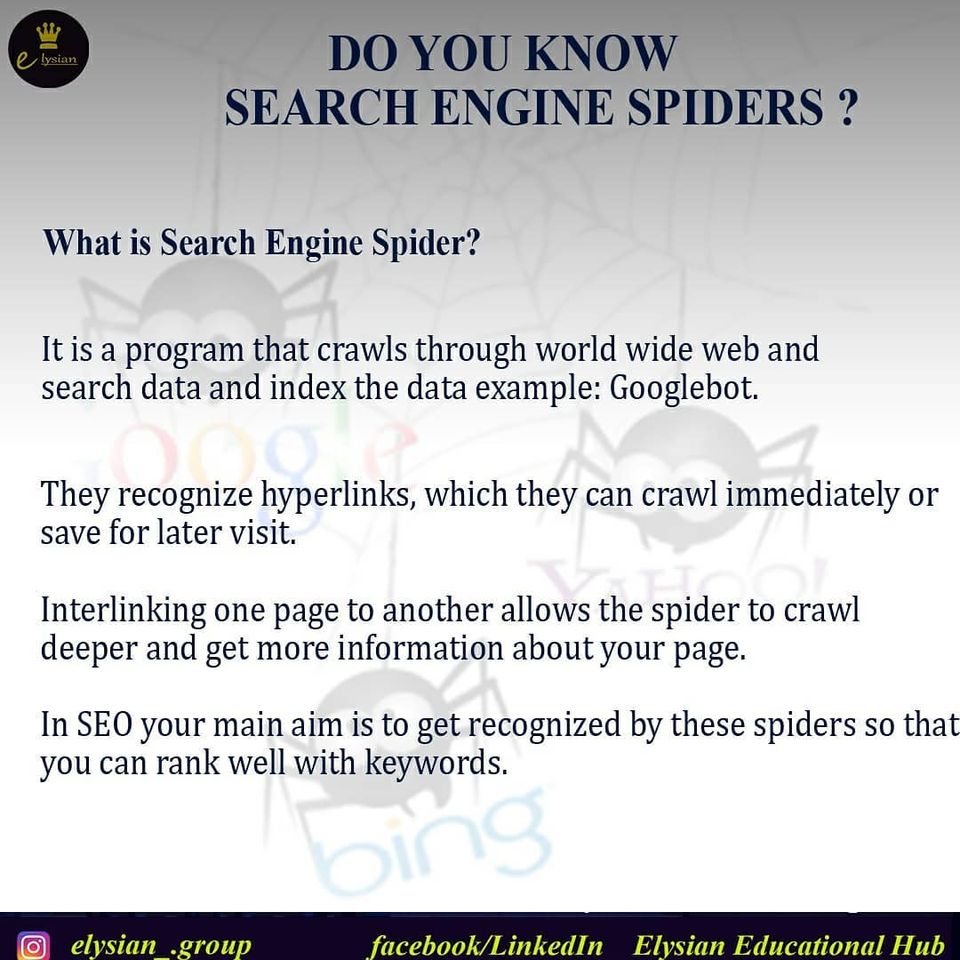 e lysian
DO YOU KNOW
SEARCH ENGINE SPIDERS ?
What is Search Engine Spider?
It is a program that crawls through world wide web and
search data and index the data example: Googlebot.
oogle
They recognize hyperlinks, which they can crawl immediately or
save for later visit.
YAHOO!
Interlinking one page to another allows the spider to crawl
deeper and get more information about your page.
In SEO your main aim is to get recognized by these spiders so that
you can rank well with keywords.
bing
elysian_.group facebook/LinkedIn Elysian Educational Hub